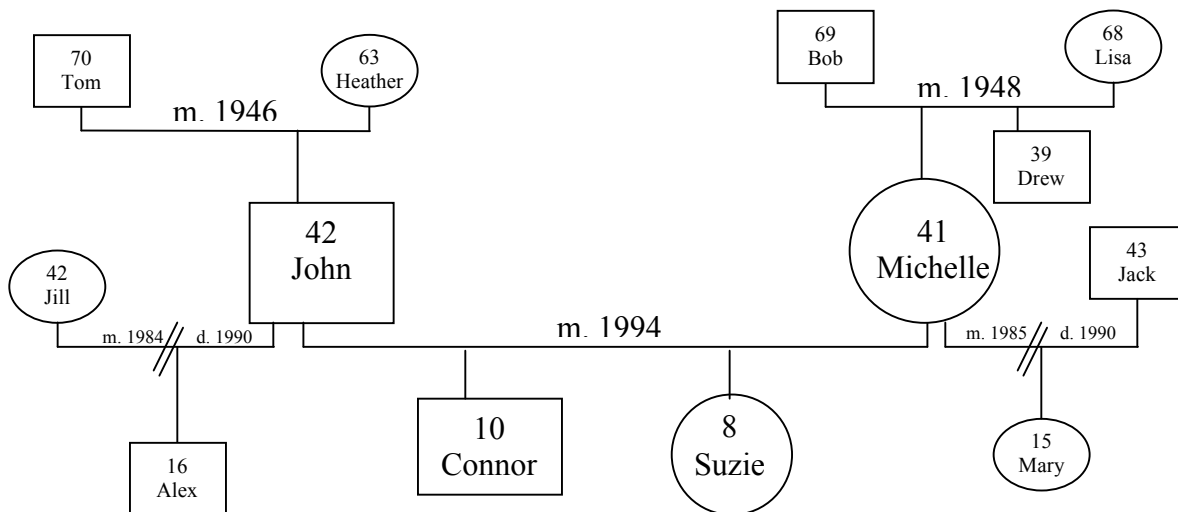 70
Tom
63
Heather
69
Bob
68
Lisa
m. 1946
m. 1948
39
Drew
42
John
41
Michelle
42
Jill
43
Jack
m. 1984
d. 1990
m. 1994
m. 1985
d. 1990
16
Alex
10
Connor
8
Suzie
15
Mary